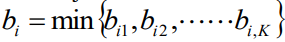 b_i = min{b_{i1}, b_{i2}, ······ b_{i,K}}